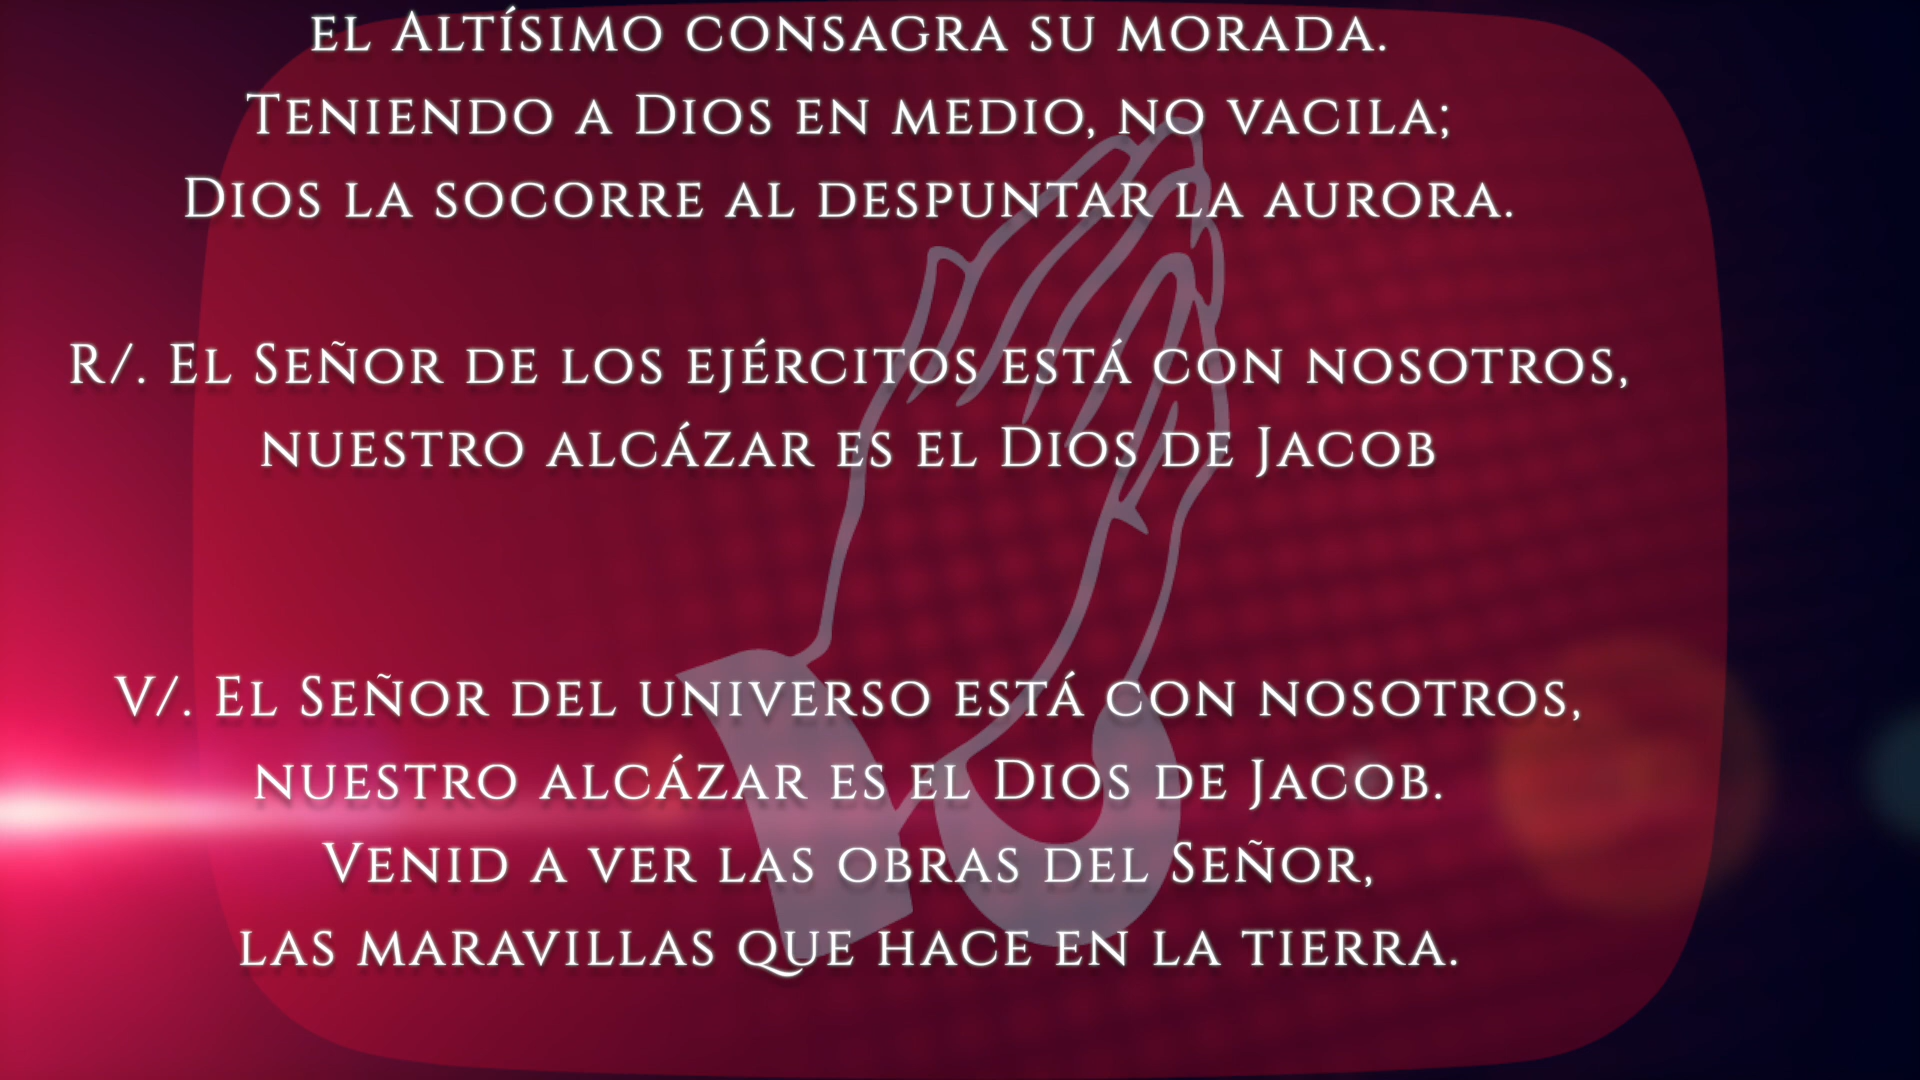 el Altísimo consagra su morada.
Teniendo a Dios en medio, no vacila;
Dios la socorre al despuntar la aurora.
R/. El Señor de los ejércitos está con nosotros,
nuestro alcázar es el Dios de Jacob
V/. El Señor del universo está con nosotros,
nuestro alcázar es el Dios de Jacob.
Venid a ver las obras del Señor,
las maravillas que hace en la tierra.